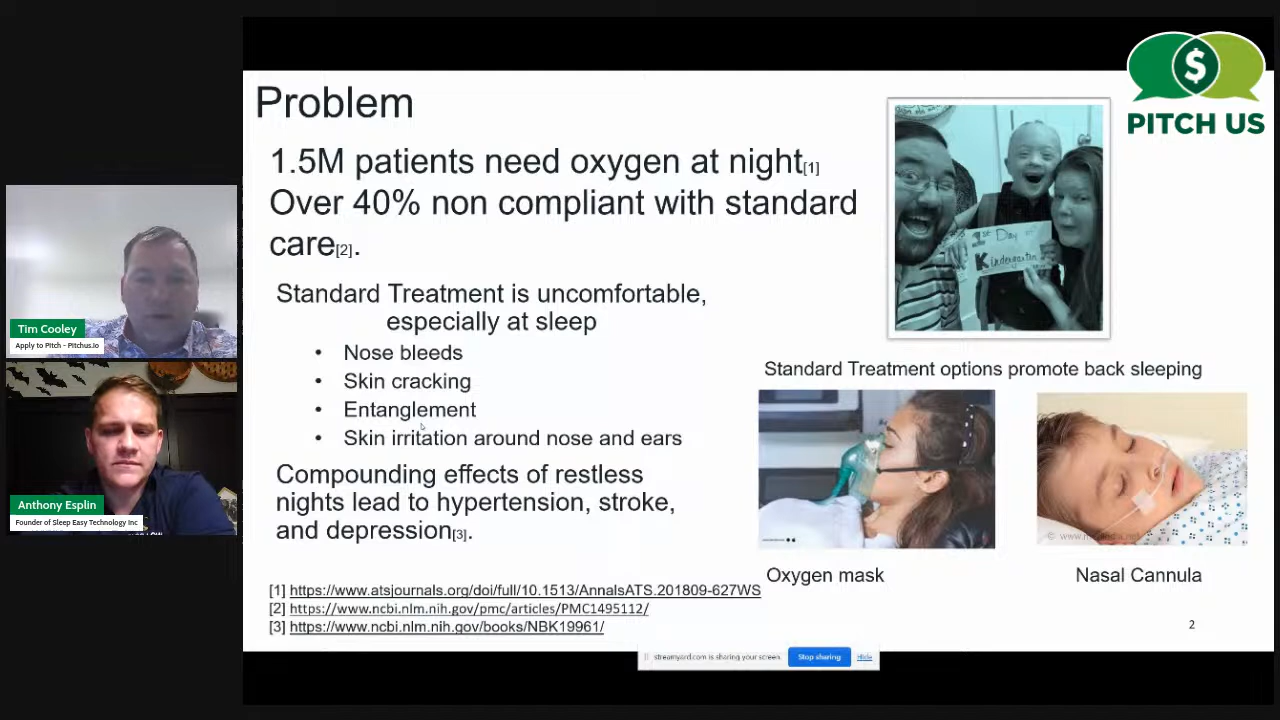 PITCH US
Problem
1.5M patients need oxygen at night[1]
Over 40% non compliant with standard
care[2].
1st Day of
Kindergarten
Standard Treatment is uncomfortable,
especially at sleep
• Nose bleeds
• Skin cracking
• Entanglement
• Skin irritation around nose and ears
Compounding effects of restless
nights lead to hypertension, stroke,
and depression[3].
Standard Treatment options promote back sleeping
Oxygen mask
Nasal Cannula
[1] https://www.atsjournals.org/doi/full/10.1513/AnnalsATS.201809-627WS
[2] https://www.ncbi.nlm.nih.gov/pmc/articles/PMC1495112/
[3] https://www.ncbi.nlm.nih.gov/books/NBK19961/
2
streamyard.com is sharing your screen. Stop sharing Hide
Tim Cooley
Apply to Pitch - Pitchus.io
Anthony Esplin
Founder of Sleep Easy Technology Inc